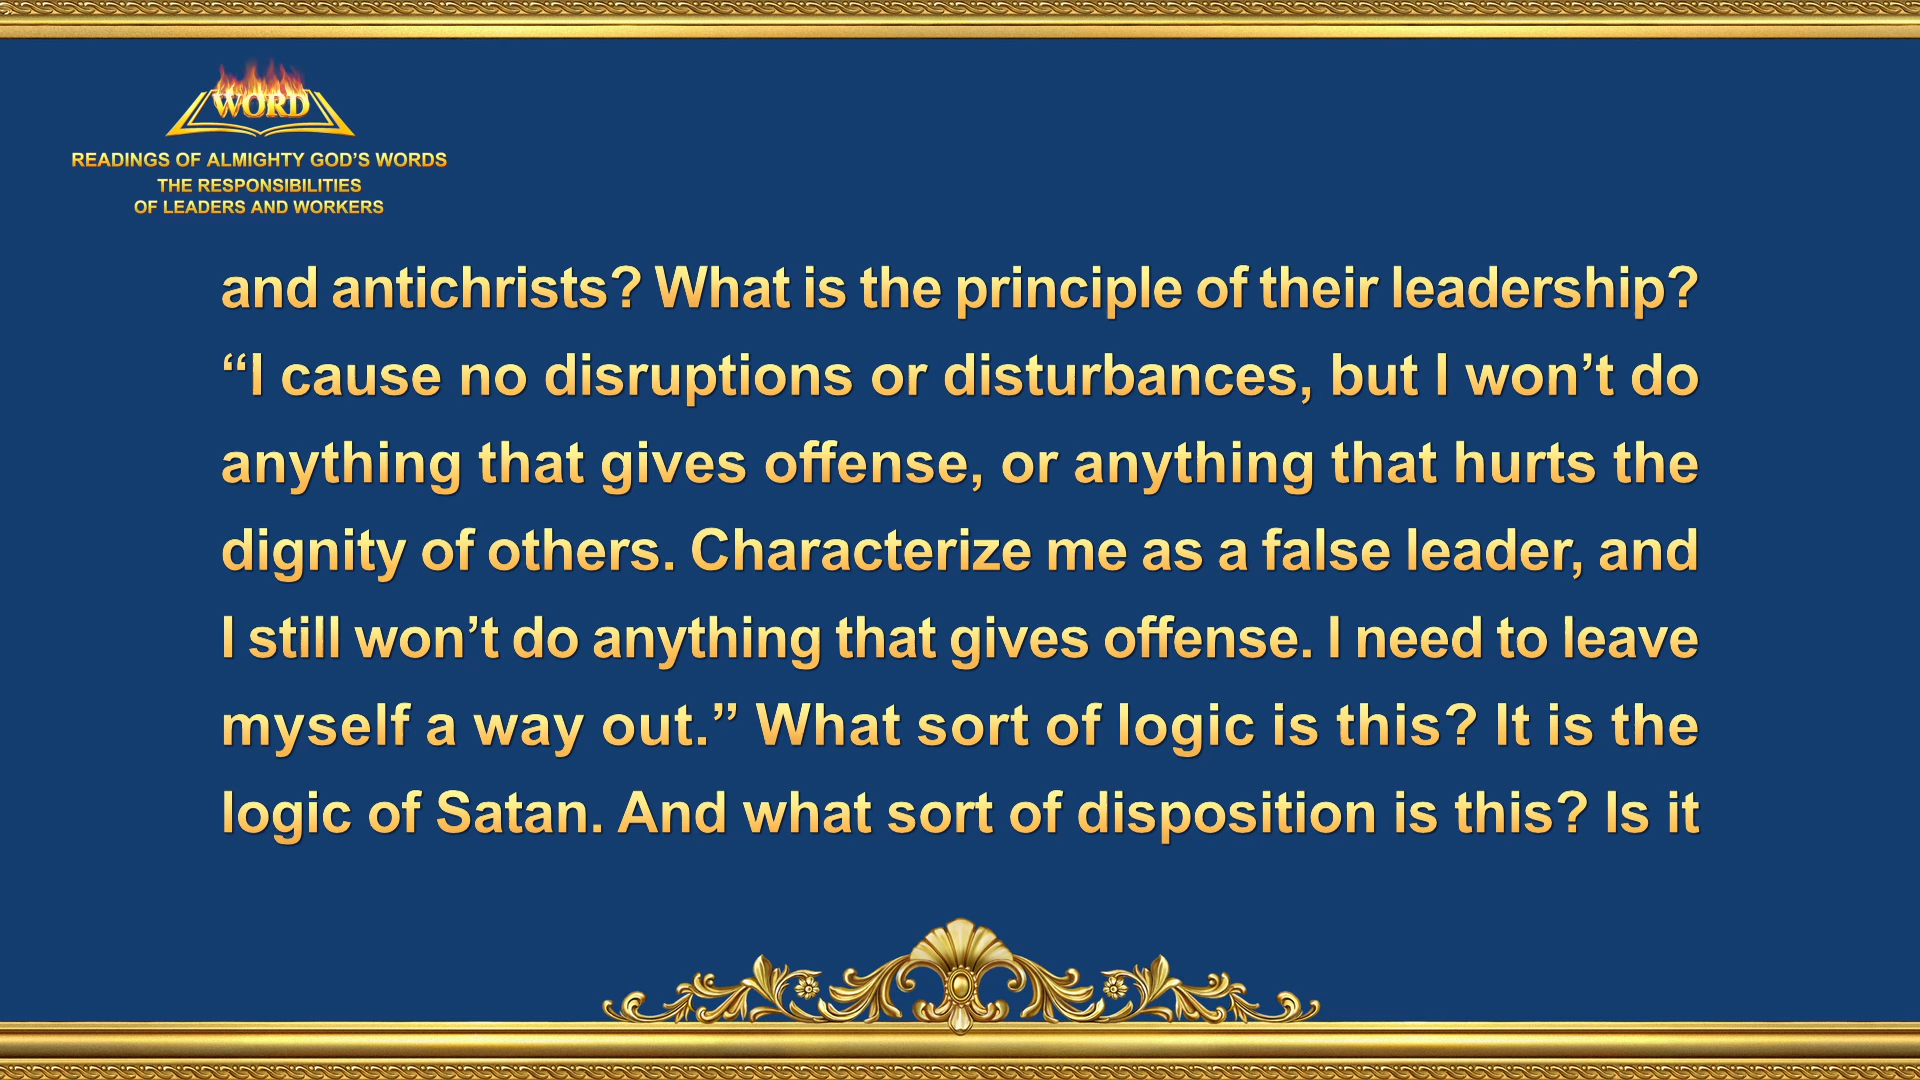 WORD
READINGS OF ALMIGHTY GOD’S WORDS
THE RESPONSIBILITIES
OF LEADERS AND WORKERS
and antichrists? What is the principle of their leadership?
“I cause no disruptions or disturbances, but I won’t do
anything that gives offense, or anything that hurts the
dignity of others. Characterize me as a false leader, and
I still won’t do anything that gives offense. I need to leave
myself a way out.” What sort of logic is this? It is the
logic of Satan. And what sort of disposition is this? Is it